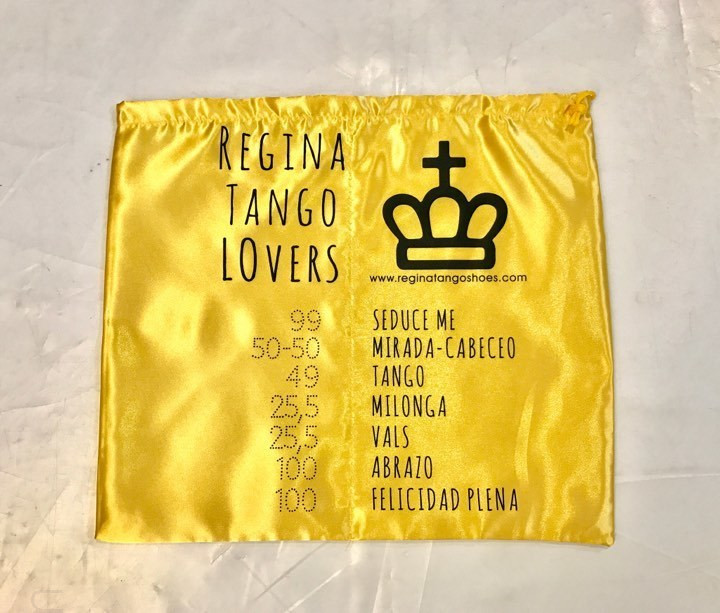 REGINA
TANGO
LOVERS
www.reginatangoshoes.com
99 SEDUCE ME
50-50 MIRADA-CABECEO
49 TANGO
25,5 MILONGA
25,5 VALS
100 ABRAZO
100 FELICIDAD PLENA